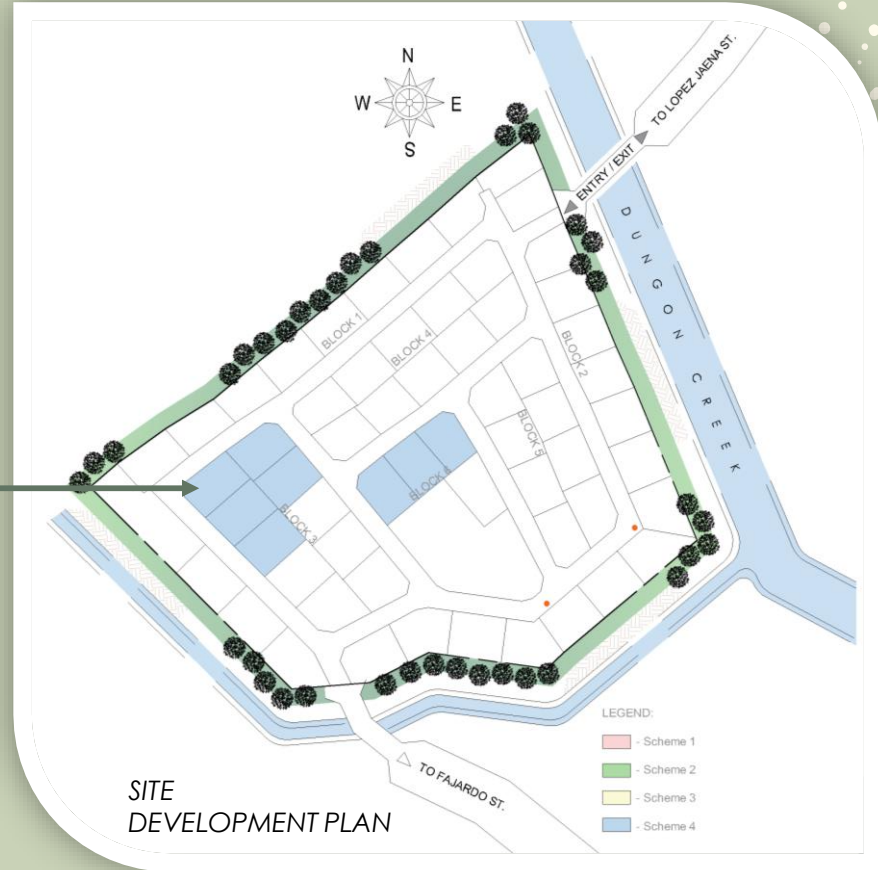 N
W E
S
TO LOPEZ JAENA ST.
ENTRY / EXIT
DUNGON CREEK
BLOCK 1
BLOCK 4
BLOCK 2
BLOCK 5
BLOCK 6
BLOCK 3
LEGEND:
- Scheme 1
- Scheme 2
- Scheme 3
- Scheme 4
TO FAJARDO ST.
SITE
DEVELOPMENT PLAN